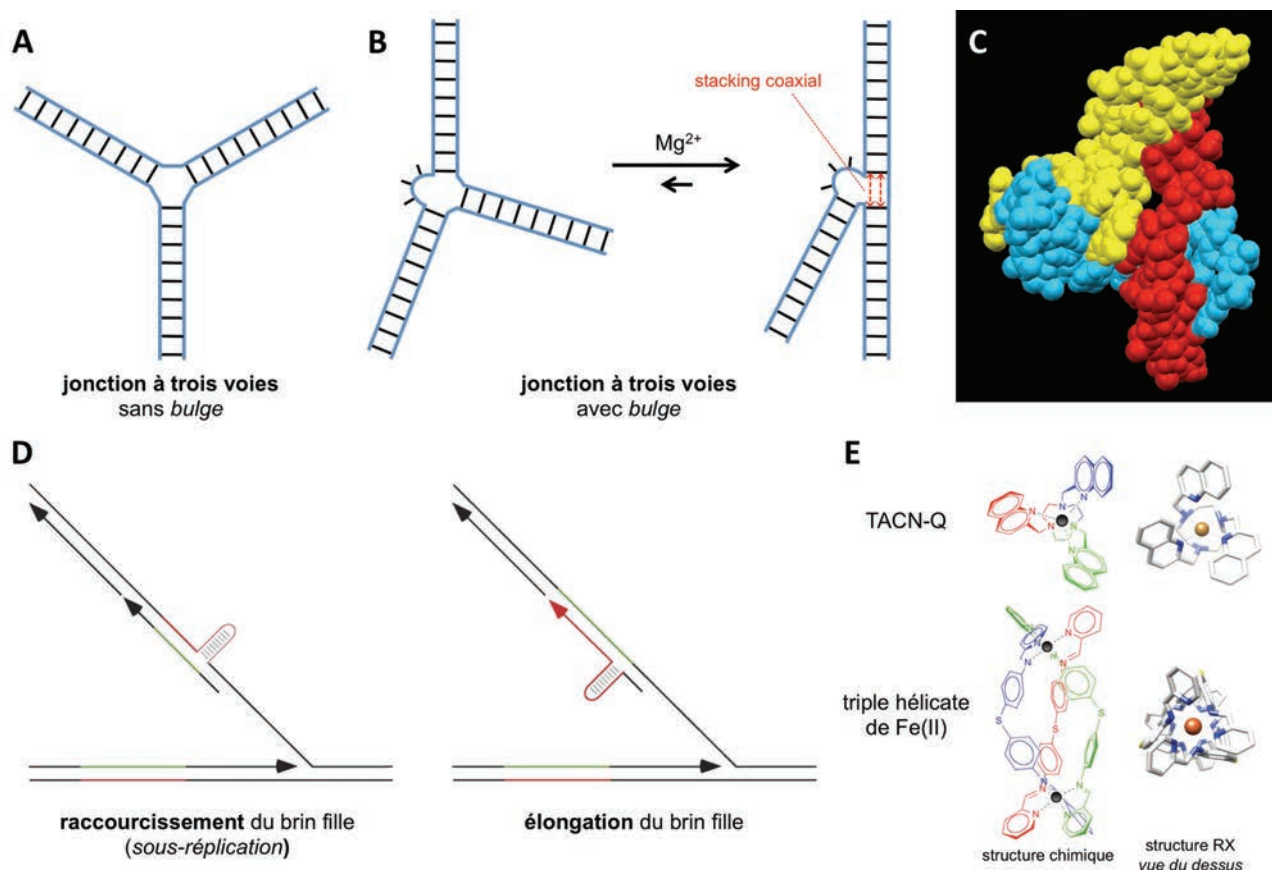 A
B
C
stacking coaxial
Mg²⁺
jonction à trois voies
sans bulge
jonction à trois voies
avec bulge
D
E
TACN-Q
triple hélicate
de Fe(II)
raccourcissement du brin fille
(sous-réplication)
élongation du brin fille
structure chimique
structure RX
vue du dessus